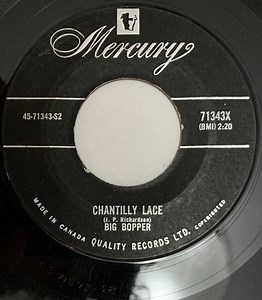 Mercury
45-71343-S2
71343X
(BMI) 2:20
CHANTILLY LACE
(J. P. Richardson)
BIG BOPPER
MADE IN CANADA QUALITY RECORDS LTD. COPYRIGHTED